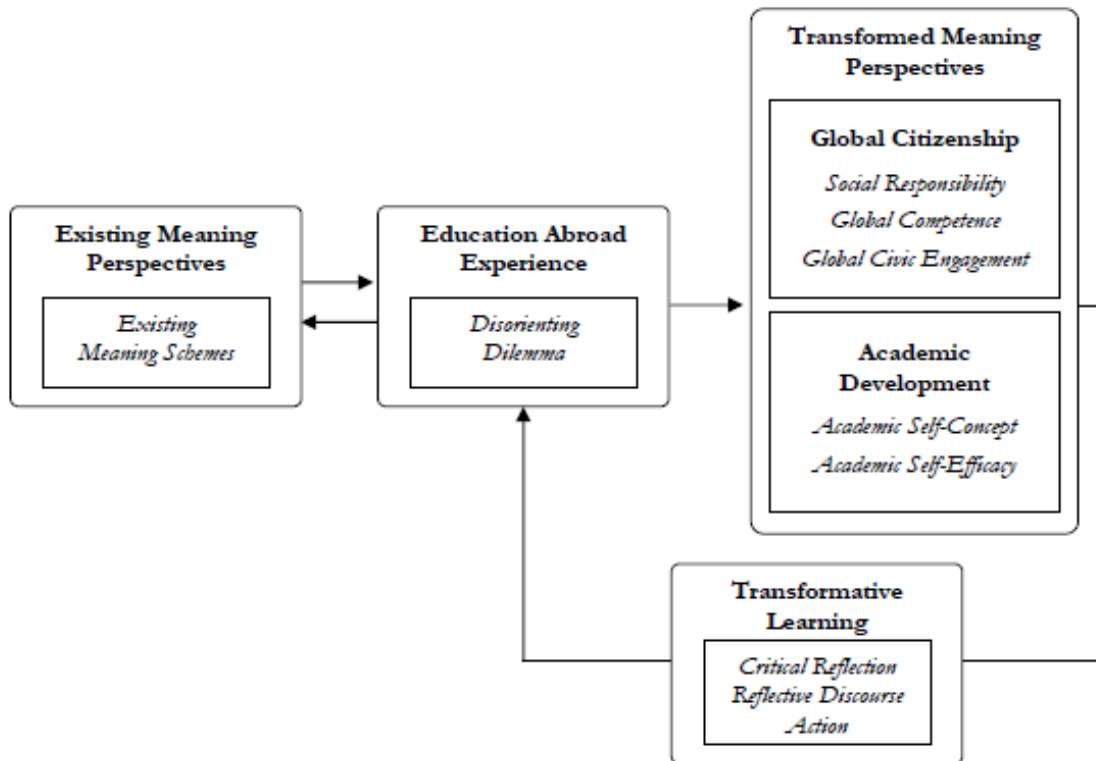 Existing Meaning
Perspectives
Existing
Meaning Schemes
Education Abroad
Experience
Disorienting
Dilemma
Transformed Meaning
Perspectives
Global Citizenship
Social Responsibility
Global Competence
Global Civic Engagement
Academic
Development
Academic Self-Concept
Academic Self-Efficacy
Transformative
Learning
Critical Reflection
Reflective Discourse
Action